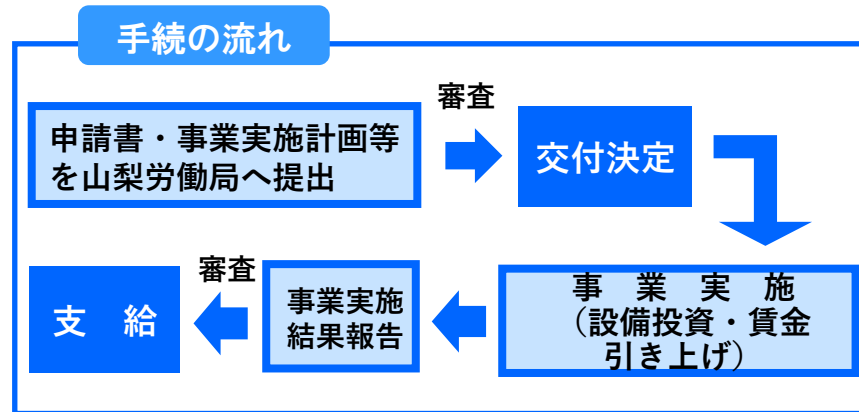 手続の流れ
申請書・事業実施計画等
を山梨労働局へ提出
審査
交付決定
事　業　実　施
（設備投資・賃金
引き上げ）
事業実施
結果報告
審査
支　給